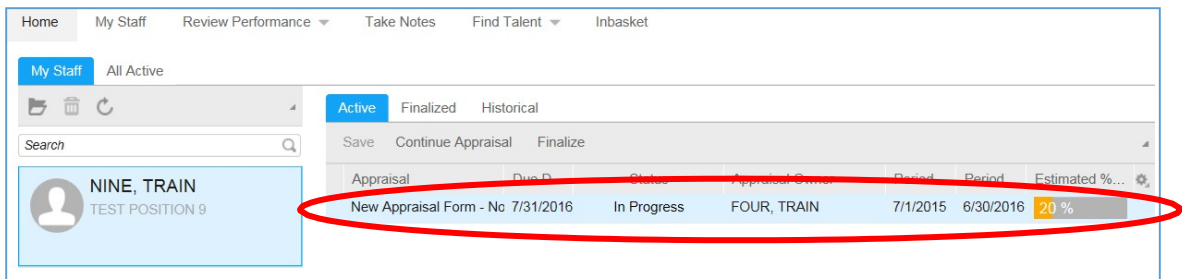 Home My Staff Review Performance Take Notes Find Talent Inbasket
My Staff All Active
Active Finalized Historical
Search
Save Continue Appraisal Finalize
NINE, TRAIN
TEST POSITION 9
Appraisal Due D Status Appraisal Owner Period Period Estimated %...
New Appraisal Form - No 7/31/2016 In Progress FOUR, TRAIN 7/1/2015 6/30/2016 20 %